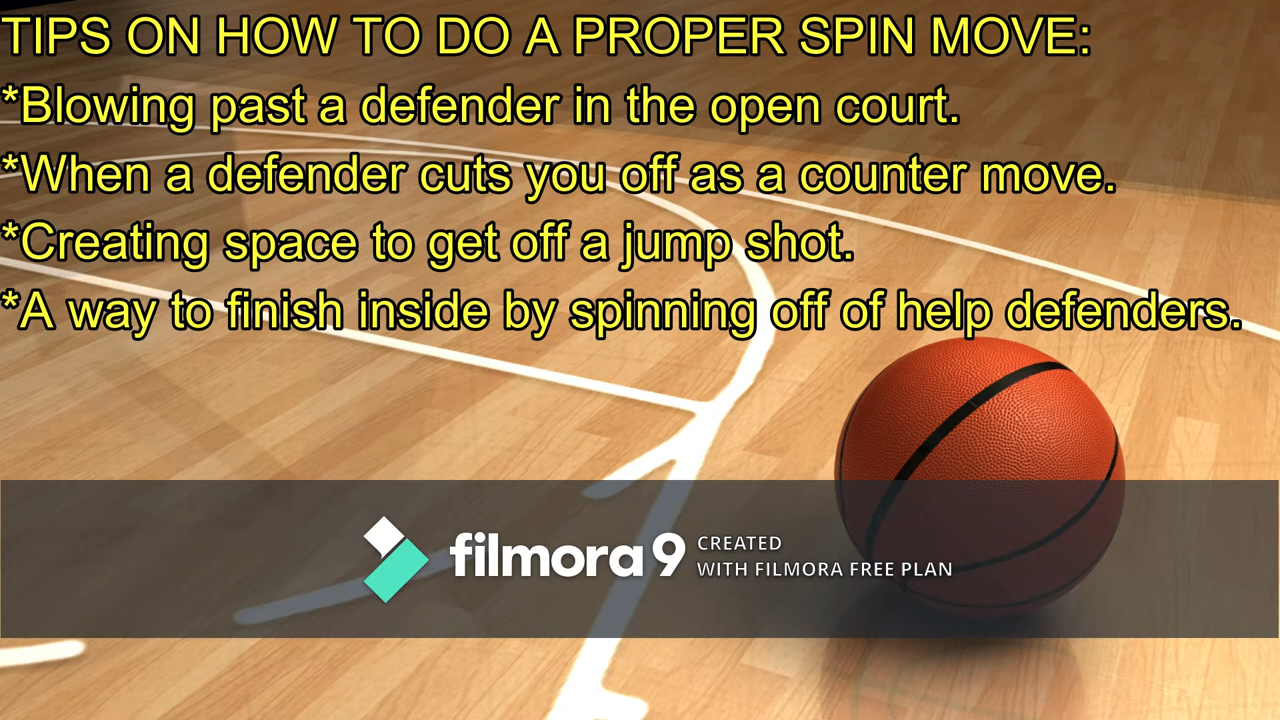 TIPS ON HOW TO DO A PROPER SPIN MOVE:
*Blowing past a defender in the open court.
*When a defender cuts you off as a counter move.
*Creating space to get off a jump shot.
*A way to finish inside by spinning off of help defenders.
filmora 9 CREATED
WITH FILMORA FREE PLAN